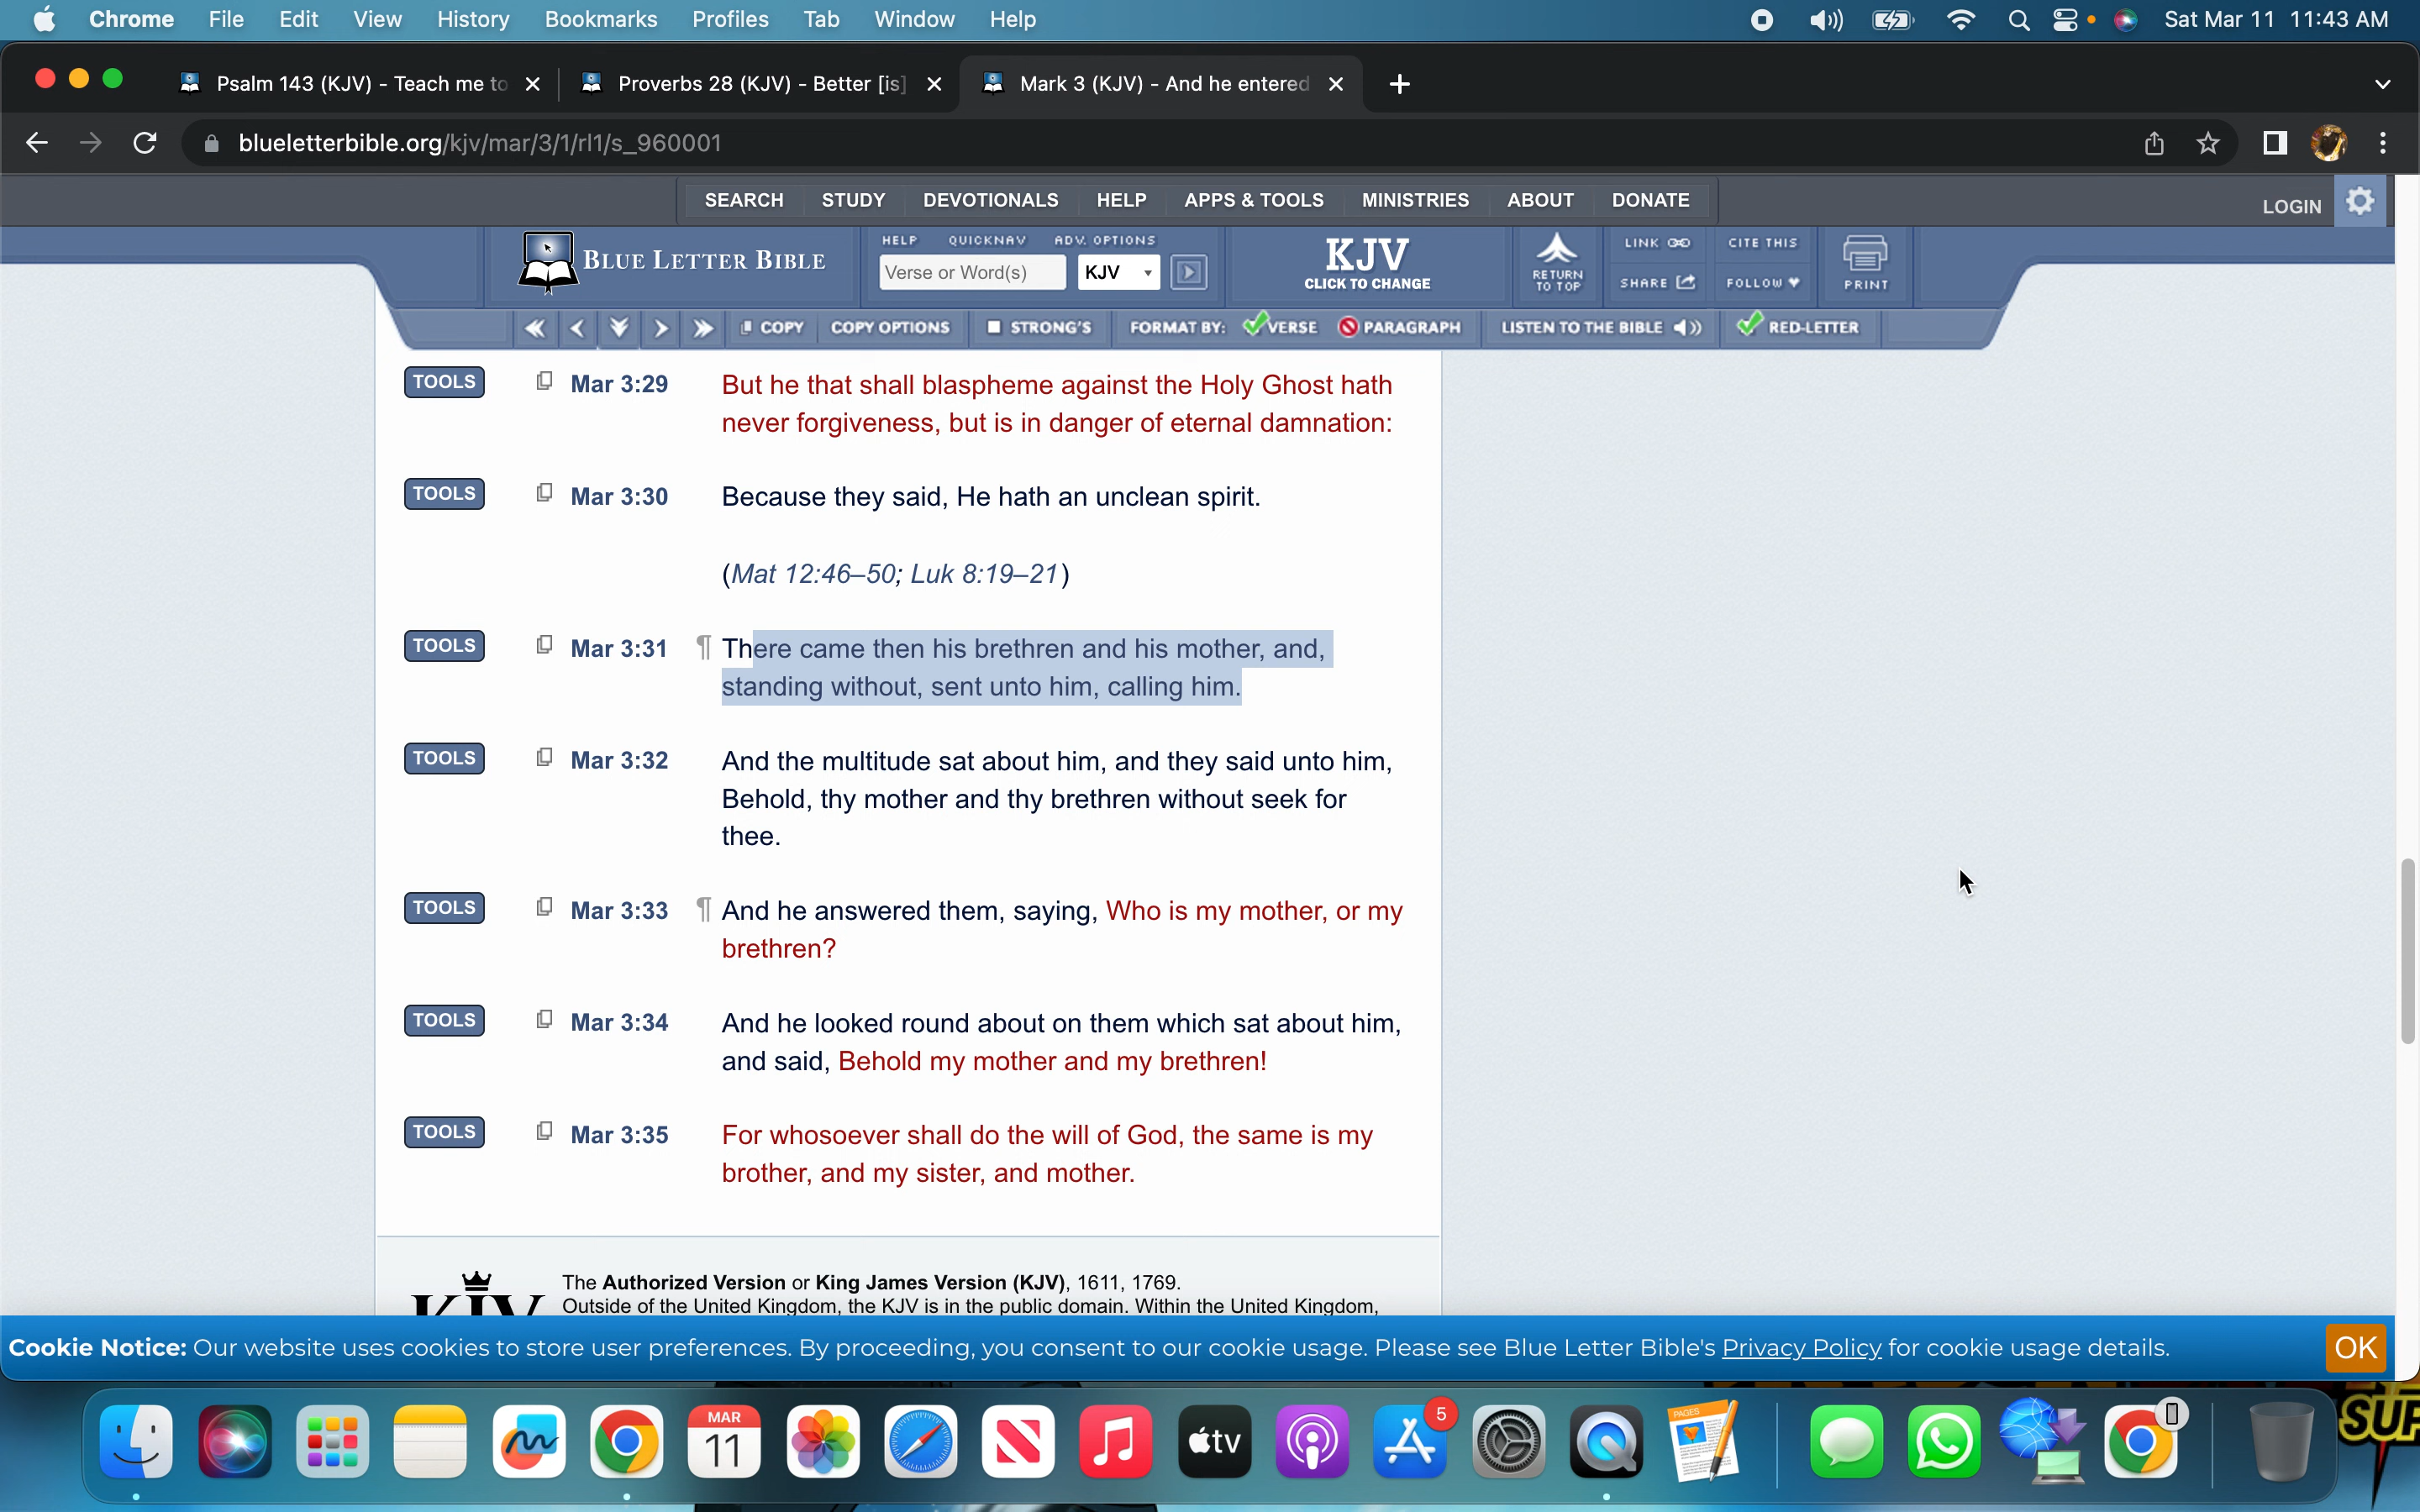 Chrome File Edit View History Bookmarks Profiles Tab Window Help Sat Mar 11 11:43 AM
Psalm 143 (KJV) - Teach me to Proverbs 28 (KJV) - Better [is] Mark 3 (KJV) - And he entered
blueletterbible.org/kjv/mar/3/1/rl1/s_960001
SEARCH STUDY DEVOTIONALS HELP APPS & TOOLS MINISTRIES ABOUT DONATE LOGIN
HELP QUICKNAV ADV. OPTIONS
BLUE LETTER BIBLE
Verse or Word(s) KJV
KJV
CLICK TO CHANGE
RETURN
TO TOP
LINK CITE THIS
SHARE FOLLOW
PRINT
COPY COPY OPTIONS STRONG'S FORMAT BY: VERSE PARAGRAPH LISTEN TO THE BIBLE RED-LETTER
TOOLS Mar 3:29 But he that shall blaspheme against the Holy Ghost hath
never forgiveness, but is in danger of eternal damnation:
TOOLS Mar 3:30 Because they said, He hath an unclean spirit.
(Mat 12:46–50; Luk 8:19–21)
TOOLS Mar 3:31 ¶ There came then his brethren and his mother, and,
standing without, sent unto him, calling him.
TOOLS Mar 3:32 And the multitude sat about him, and they said unto him,
Behold, thy mother and thy brethren without seek for
thee.
TOOLS Mar 3:33 ¶ And he answered them, saying, Who is my mother, or my
brethren?
TOOLS Mar 3:34 And he looked round about on them which sat about him,
and said, Behold my mother and my brethren!
TOOLS Mar 3:35 For whosoever shall do the will of God, the same is my
brother, and my sister, and mother.
KJV The Authorized Version or King James Version (KJV), 1611, 1769.
Outside of the United Kingdom, the KJV is in the public domain. Within the United Kingdom,
Cookie Notice: Our website uses cookies to store user preferences. By proceeding, you consent to our cookie usage. Please see Blue Letter Bible's Privacy Policy for cookie usage details. OK
MAR
11
tv
5
PAGES
SUP